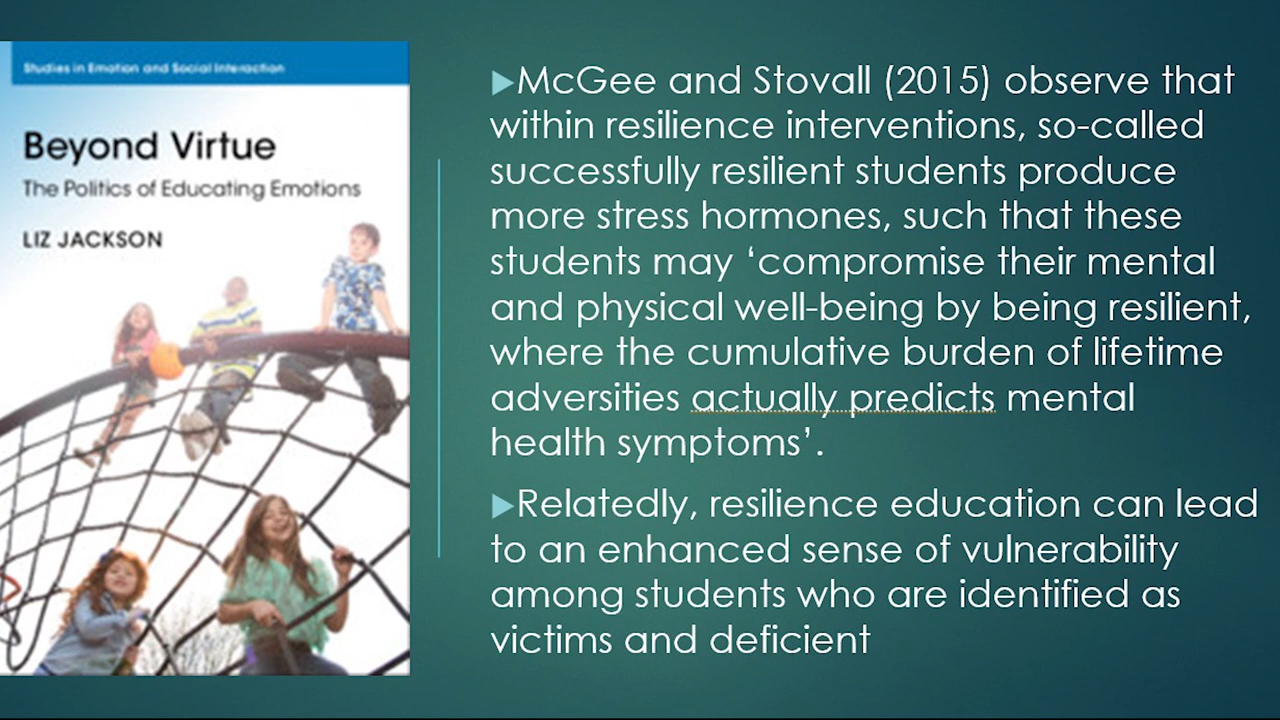 Studies in Emotion and Social Interaction
Beyond Virtue
The Politics of Educating Emotions
LIZ JACKSON
McGee and Stovall (2015) observe that
within resilience interventions, so-called
successfully resilient students produce
more stress hormones, such that these
students may ‘compromise their mental
and physical well-being by being resilient,
where the cumulative burden of lifetime
adversities actually predicts mental
health symptoms’.
Relatedly, resilience education can lead
to an enhanced sense of vulnerability
among students who are identified as
victims and deficient